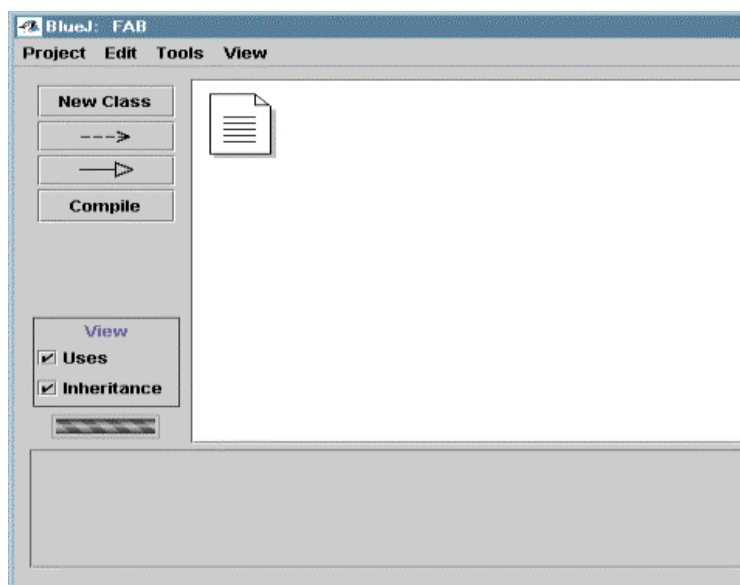 BlueJ: FAB
Project Edit Tools View
New Class
Compile
View
Uses
Inheritance